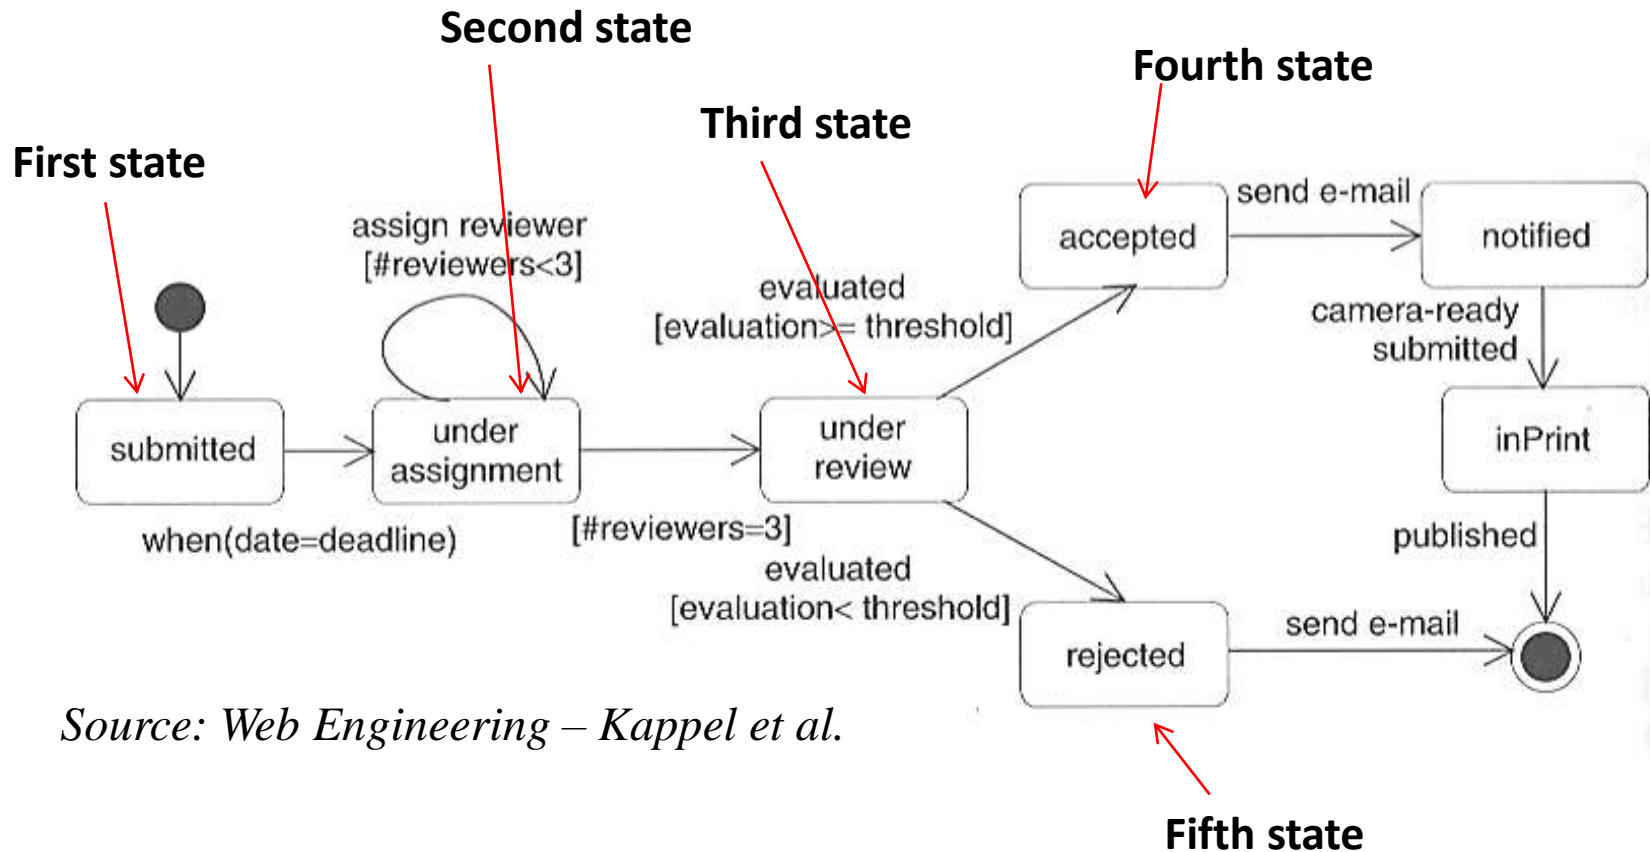 Second state
Fourth state
Third state
First state
send e-mail
assign reviewer
[#reviewers<3]
accepted
notified
evaluated
[evaluation>= threshold]
camera-ready
submitted
submitted
under
assignment
under
review
inPrint
when(date=deadline)
[#reviewers=3]
published
evaluated
[evaluation< threshold]
send e-mail
rejected
Source: Web Engineering – Kappel et al.
Fifth state